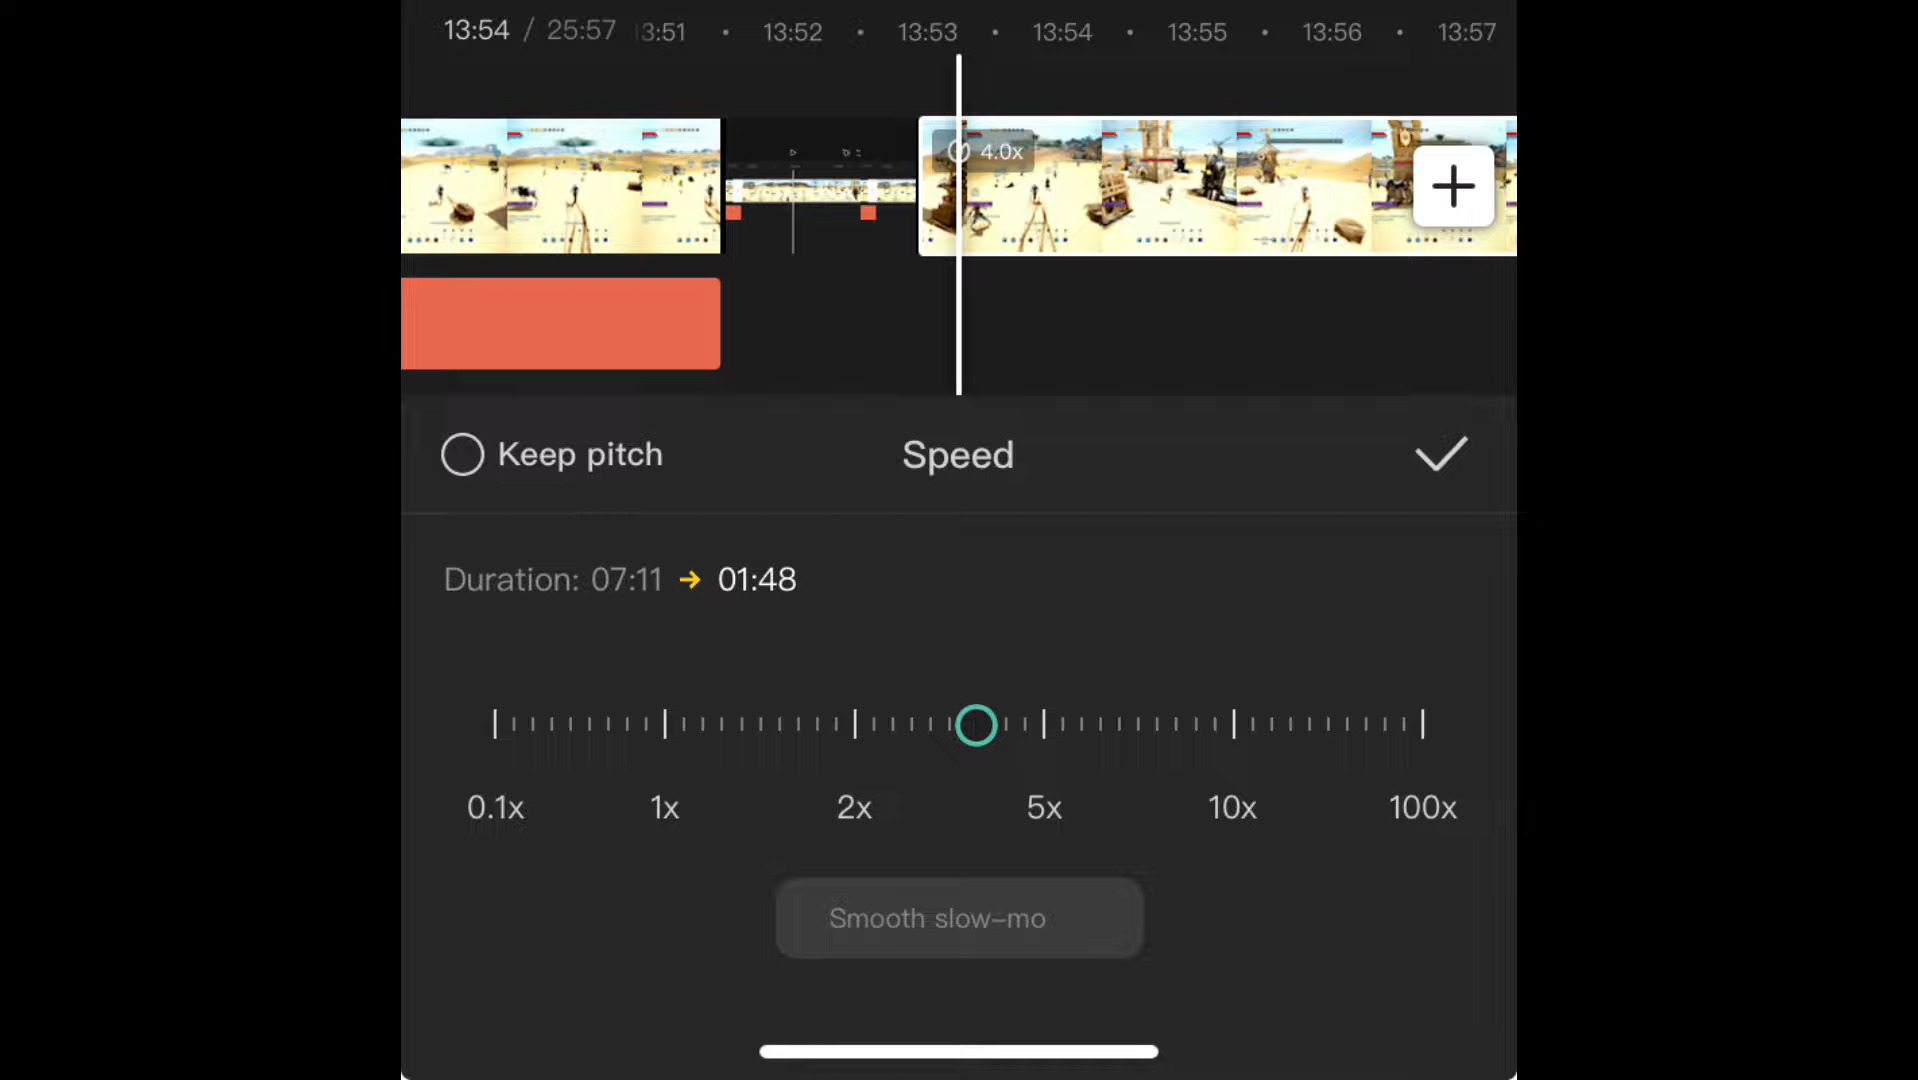 13:54 / 25:57 13:51 13:52 13:53 13:54 13:55 13:56 13:57
4.0x
Keep pitch
Speed
Duration: 07:11 → 01:48
0.1x 1x 2x 5x 10x 100x
Smooth slow-mo